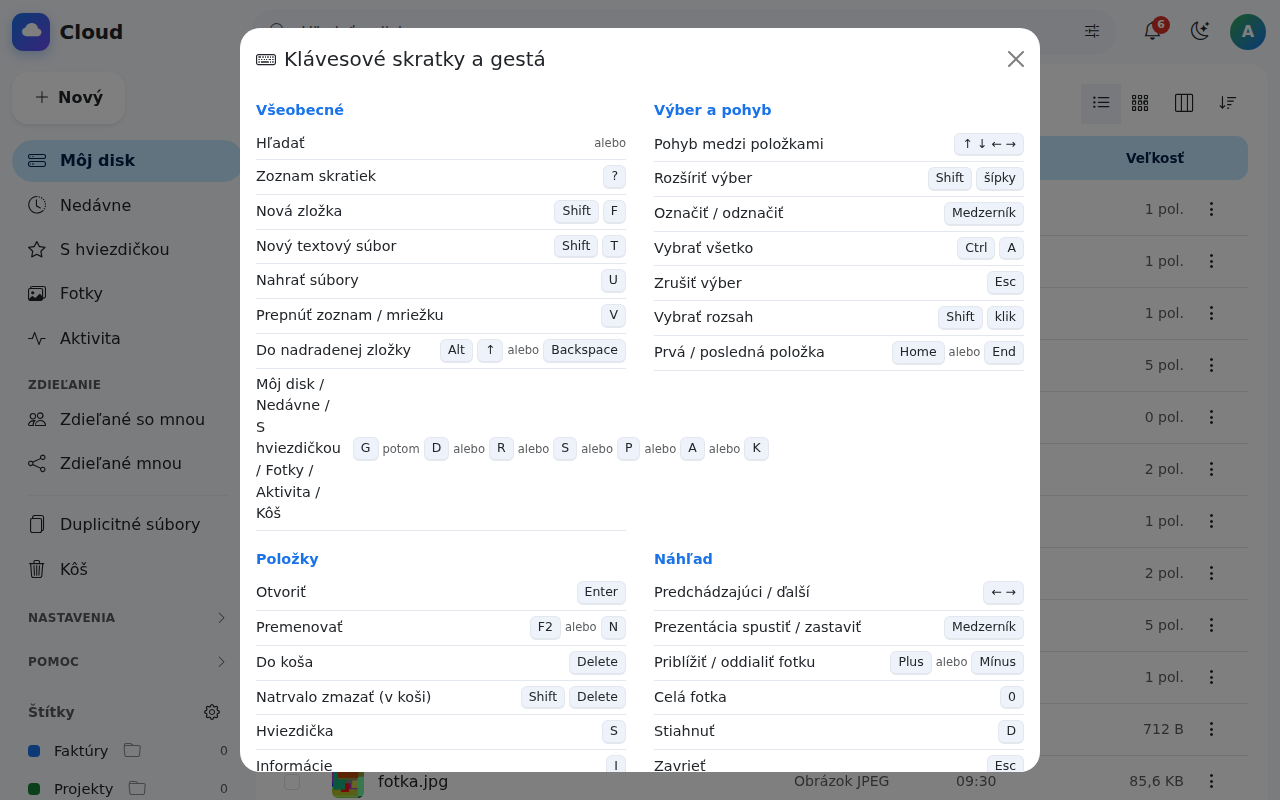 Cloud
6
A
Nový
Môj disk
Nedávne
S hviezdičkou
Fotky
Aktivita
ZDIEĽANIE
Zdieľané so mnou
Zdieľané mnou
Duplicitné súbory
Kôš
NASTAVENIA
POMOC
Štítky
Faktúry 0
Projekty 0
Klávesové skratky a gestá
Všeobecné
Hľadať alebo
Zoznam skratiek ?
Nová zložka Shift F
Nový textový súbor Shift T
Nahrať súbory U
Prepnúť zoznam / mriežku V
Do nadradenej zložky Alt ↑ alebo Backspace
Môj disk /
Nedávne /
S
hviezdičkou G potom D alebo R alebo S alebo P alebo A alebo K
/ Fotky /
Aktivita /
Kôš
Výber a pohyb
Pohyb medzi položkami ↑ ↓ ← →
Rozšíriť výber Shift šípky
Označiť / odznačiť Medzerník
Vybrať všetko Ctrl A
Zrušiť výber Esc
Vybrať rozsah Shift klik
Prvá / posledná položka Home alebo End
Položky
Otvoriť Enter
Premenovať F2 alebo N
Do koša Delete
Natrvalo zmazať (v koši) Shift Delete
Hviezdička S
Informácie I
Náhľad
Predchádzajúci / ďalší ← →
Prezentácia spustiť / zastaviť Medzerník
Priblížiť / oddialiť fotku Plus alebo Mínus
Celá fotka 0
Stiahnuť D
Zavrieť Esc
Veľkosť
1 pol.
1 pol.
1 pol.
5 pol.
0 pol.
2 pol.
1 pol.
2 pol.
5 pol.
1 pol.
712 B
fotka.jpg Obrázok JPEG 09:30 85,6 KB